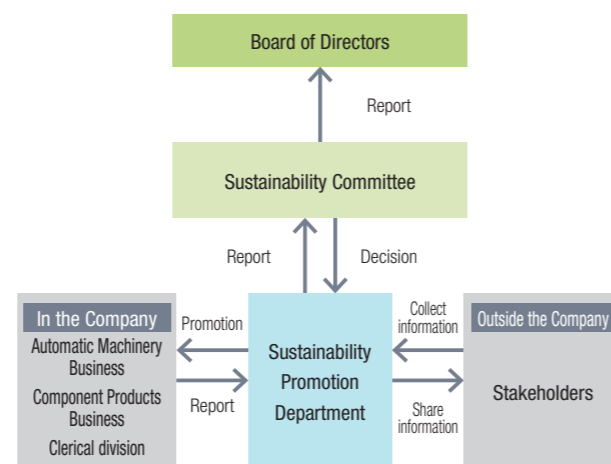 Board of Directors
Report
Sustainability Committee
Report
Decision
In the Company
Automatic Machinery
Business
Component Products
Business
Clerical division
Promotion
Report
Sustainability
Promotion
Department
Collect
information
Share
information
Outside the Company
Stakeholders